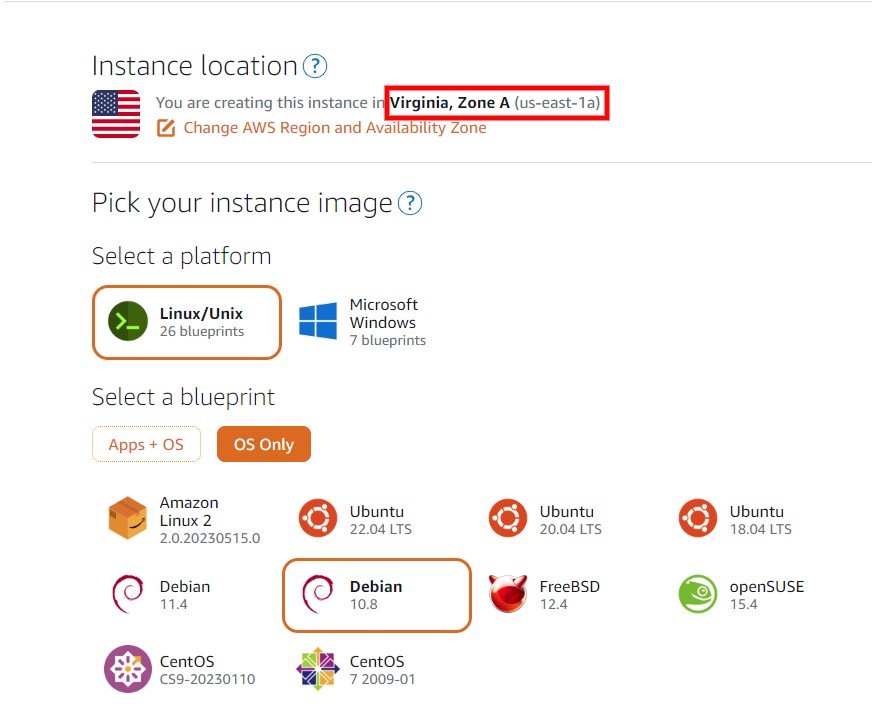 Instance location ?
You are creating this instance in Virginia, Zone A (us-east-1a)
Change AWS Region and Availability Zone
Pick your instance image ?
Select a platform
Linux/Unix
26 blueprints
Microsoft
Windows
7 blueprints
Select a blueprint
Apps + OS
OS Only
Amazon
Linux 2
2.0.20230515.0
Ubuntu
22.04 LTS
Ubuntu
20.04 LTS
Ubuntu
18.04 LTS
Debian
11.4
Debian
10.8
FreeBSD
12.4
openSUSE
15.4
CentOS
CS9-20230110
CentOS
7 2009-01